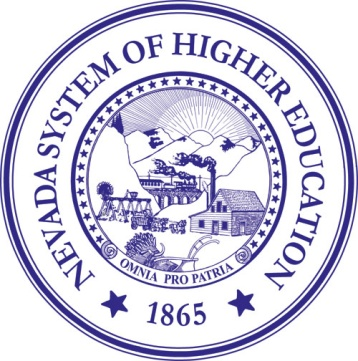 NEVADA SYSTEM OF HIGHER EDUCATION
OMNIA PRO PATRIA
1865